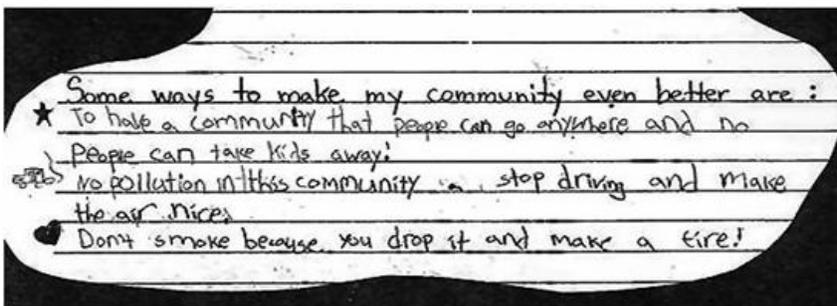 Some ways to make my community even better are :
To have a community that people can go anywhere and no
people can take kids away!
No pollution in this community stop driving and make
the air nice!
Don't smoke because you drop it and make a fire!